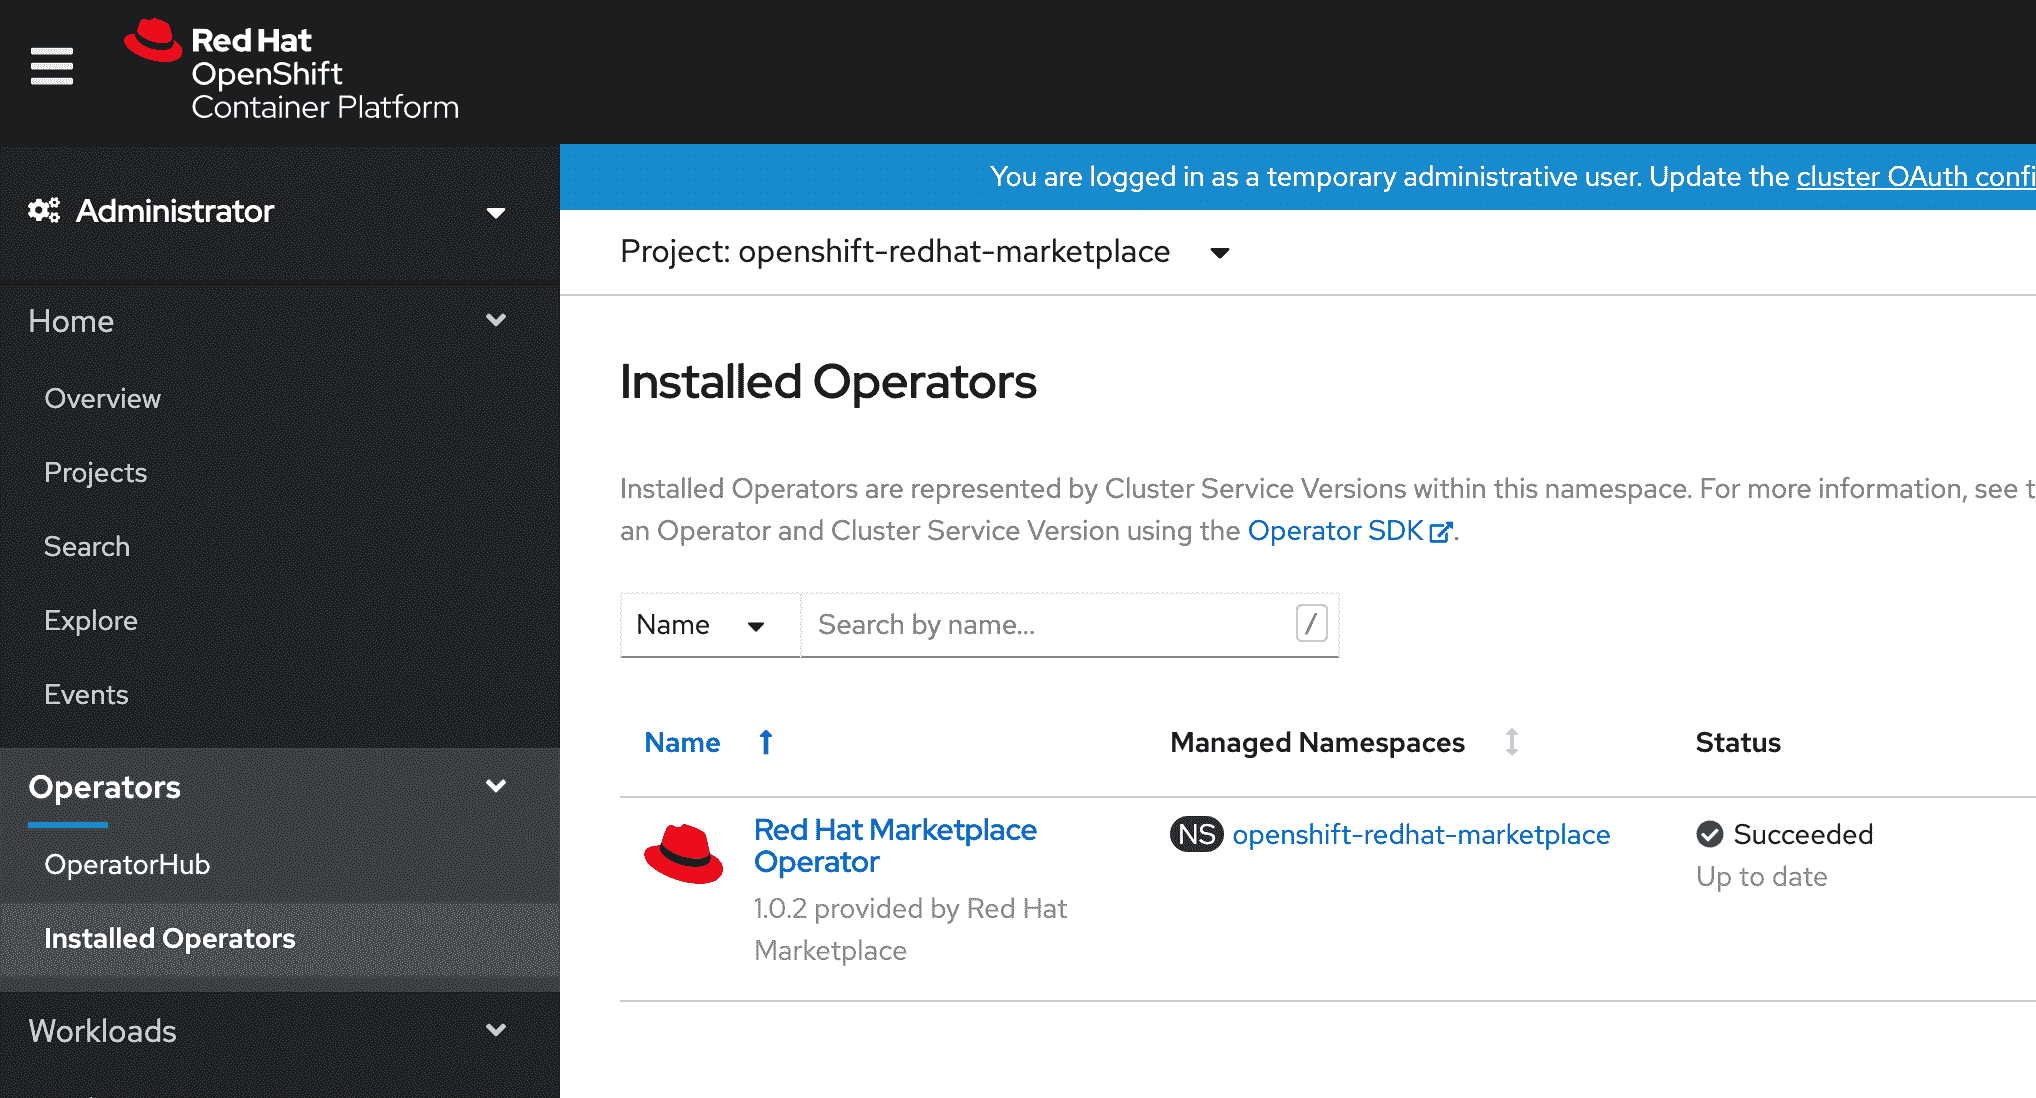 Red Hat
OpenShift
Container Platform
Administrator
Home
Overview
Projects
Search
Explore
Events
Operators
OperatorHub
Installed Operators
Workloads
You are logged in as a temporary administrative user. Update the cluster OAuth confi
Project: openshift-redhat-marketplace
Installed Operators
Installed Operators are represented by Cluster Service Versions within this namespace. For more information, see t
an Operator and Cluster Service Version using the Operator SDK.
Name Search by name... /
Name Managed Namespaces Status
Red Hat Marketplace
Operator
1.0.2 provided by Red Hat
Marketplace
NS openshift-redhat-marketplace
Succeeded
Up to date